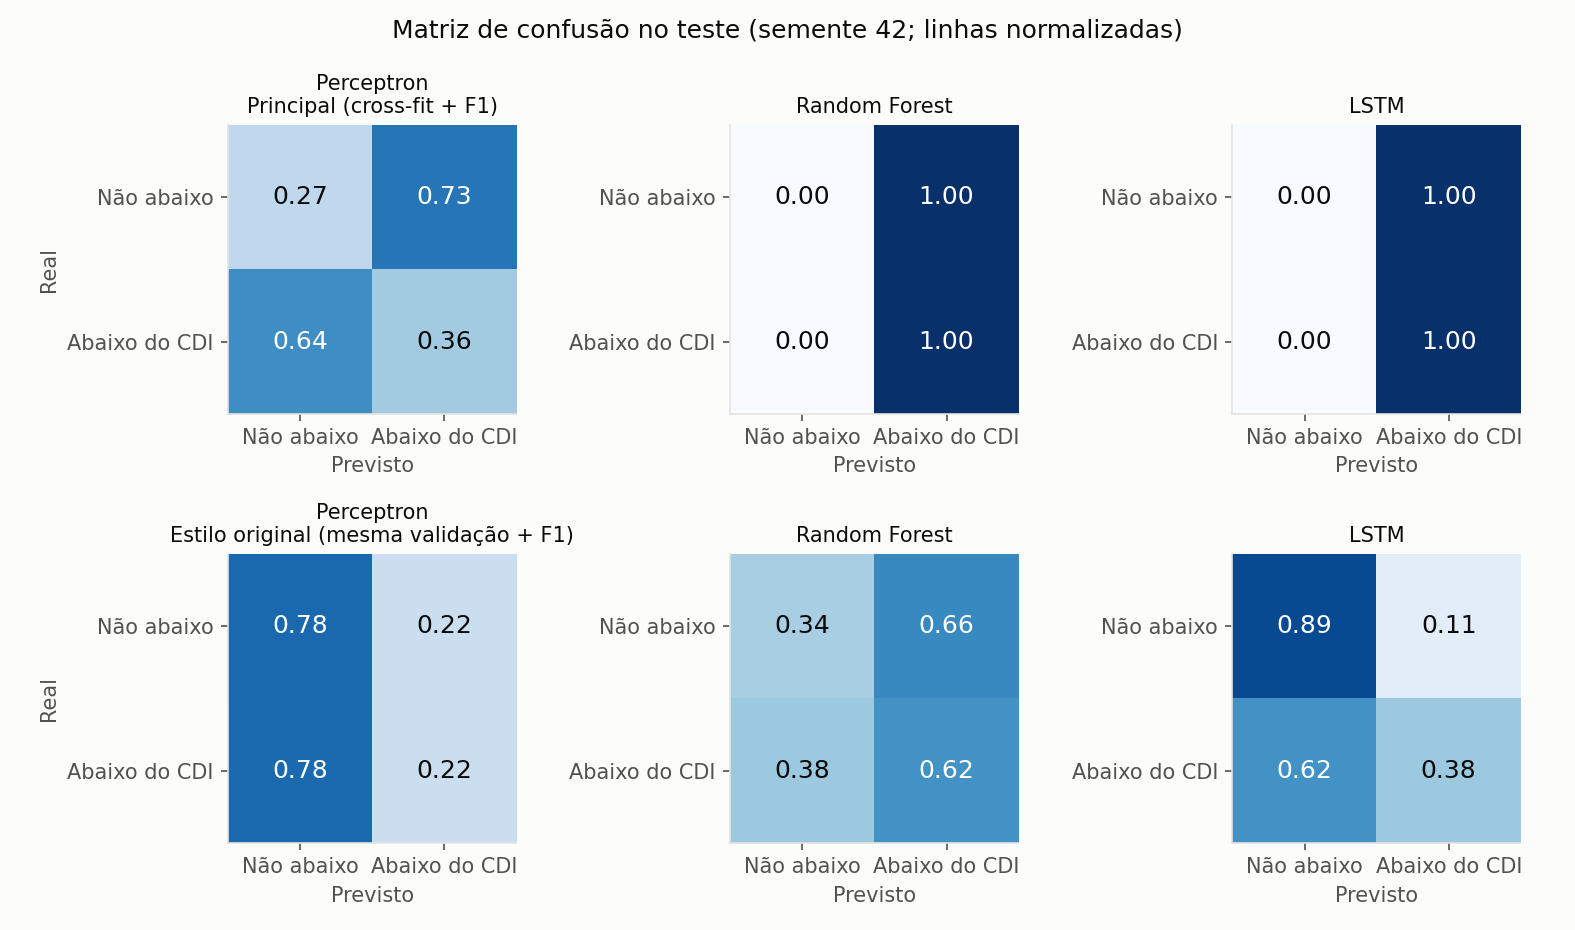 Matriz de confusão no teste (semente 42; linhas normalizadas)
Perceptron
Principal (cross-fit + F1)
Real
Não abaixo
0.27 0.73
Abaixo do CDI
0.64 0.36
Não abaixo Abaixo do CDI
Previsto
Random Forest
Não abaixo
0.00 1.00
Abaixo do CDI
0.00 1.00
Não abaixo Abaixo do CDI
Previsto
LSTM
Não abaixo
0.00 1.00
Abaixo do CDI
0.00 1.00
Não abaixo Abaixo do CDI
Previsto
Perceptron
Estilo original (mesma validação + F1)
Real
Não abaixo
0.78 0.22
Abaixo do CDI
0.78 0.22
Não abaixo Abaixo do CDI
Previsto
Random Forest
Não abaixo
0.34 0.66
Abaixo do CDI
0.38 0.62
Não abaixo Abaixo do CDI
Previsto
LSTM
Não abaixo
0.89 0.11
Abaixo do CDI
0.62 0.38
Não abaixo Abaixo do CDI
Previsto